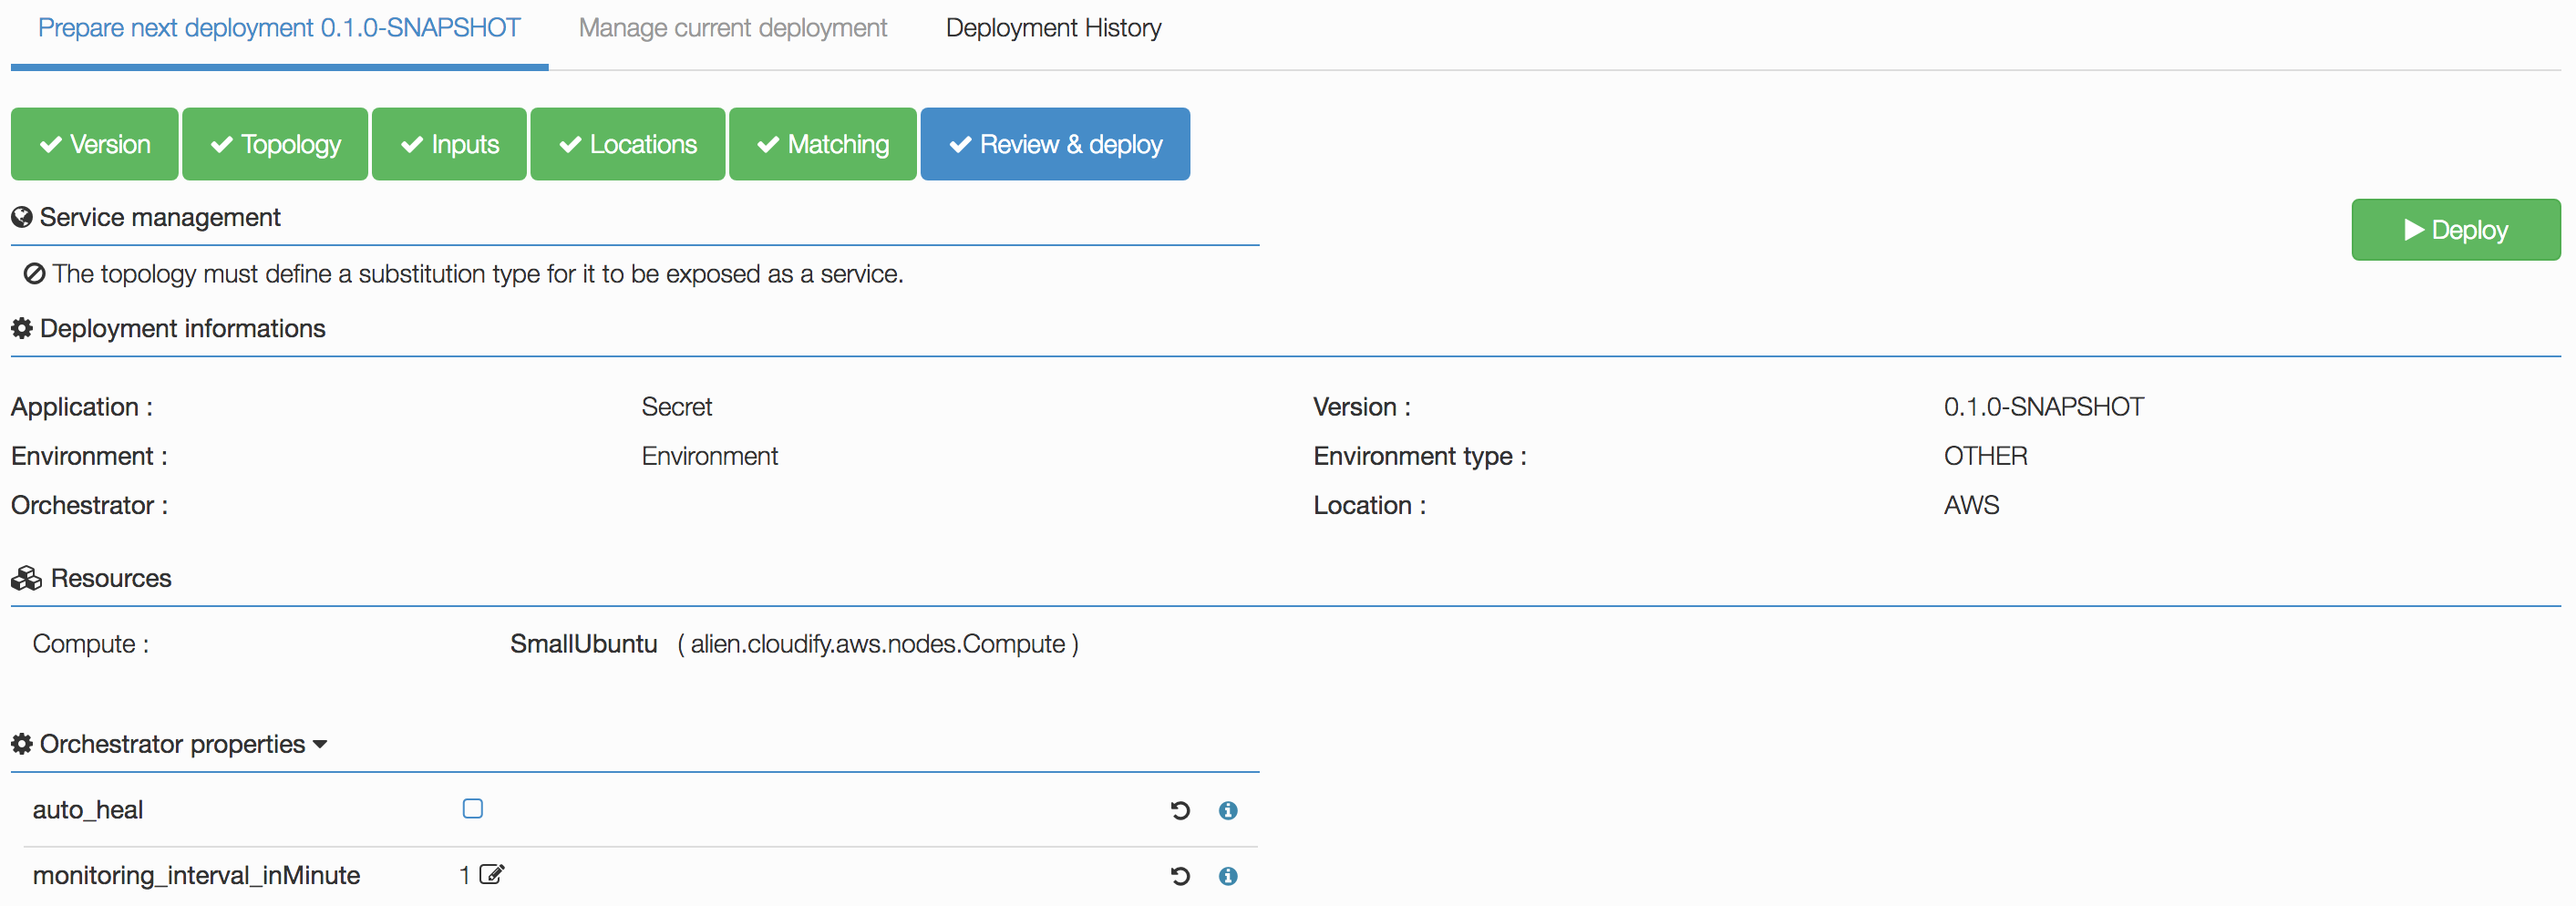 Prepare next deployment 0.1.0-SNAPSHOT Manage current deployment Deployment History
Version Topology Inputs Locations Matching Review & deploy
Service management
Deploy
The topology must define a substitution type for it to be exposed as a service.
Deployment informations
Application : Secret Version : 0.1.0-SNAPSHOT
Environment : Environment Environment type : OTHER
Orchestrator : Location : AWS
Resources
Compute : SmallUbuntu ( alien.cloudify.aws.nodes.Compute )
Orchestrator properties
auto_heal
monitoring_interval_inMinute 1